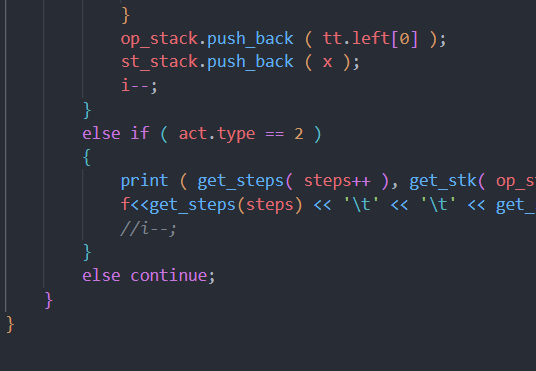 }
op_stack.push_back ( tt.left[0] );
st_stack.push_back ( x );
i--;
}
else if ( act.type == 2 )
{
print ( get_steps( steps++ ), get_stk( op_s
f<<get_steps(steps) << '\t' << '\t' << get_
//i--;
}
else continue;
}
}